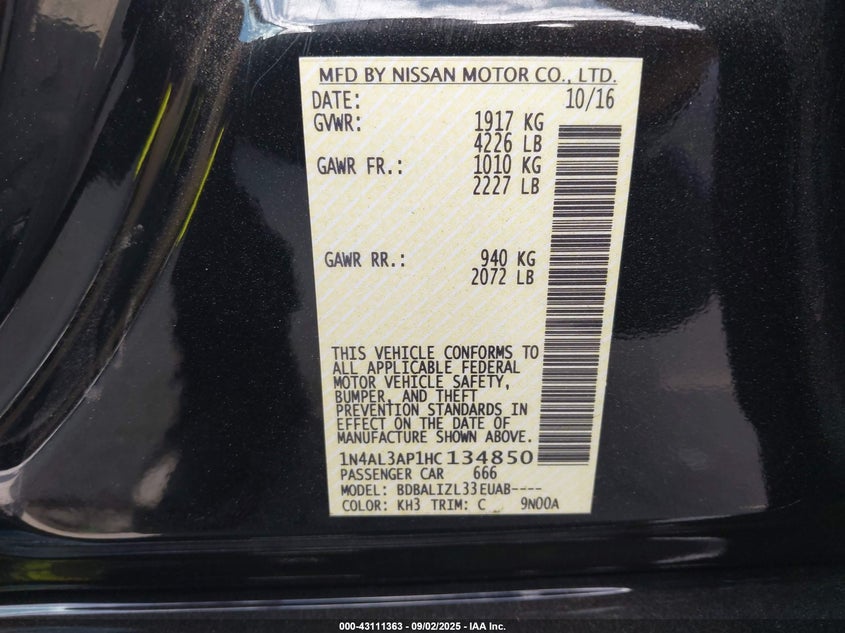 MFD BY NISSAN MOTOR CO., LTD.
DATE: 10/16
GVWR: 1917 KG
4226 LB
GAWR FR.: 1010 KG
2227 LB
GAWR RR.: 940 KG
2072 LB
THIS VEHICLE CONFORMS TO
ALL APPLICABLE FEDERAL
MOTOR VEHICLE SAFETY,
BUMPER, AND THEFT
PREVENTION STANDARDS IN
EFFECT ON THE DATE OF
MANUFACTURE SHOWN ABOVE.
1N4AL3AP1HC134850
PASSENGER CAR 666
MODEL: BDBALIZL33EUAB----
COLOR: KH3 TRIM: C 9N00A
000-43111363 - 09/02/2025 - IAA Inc.